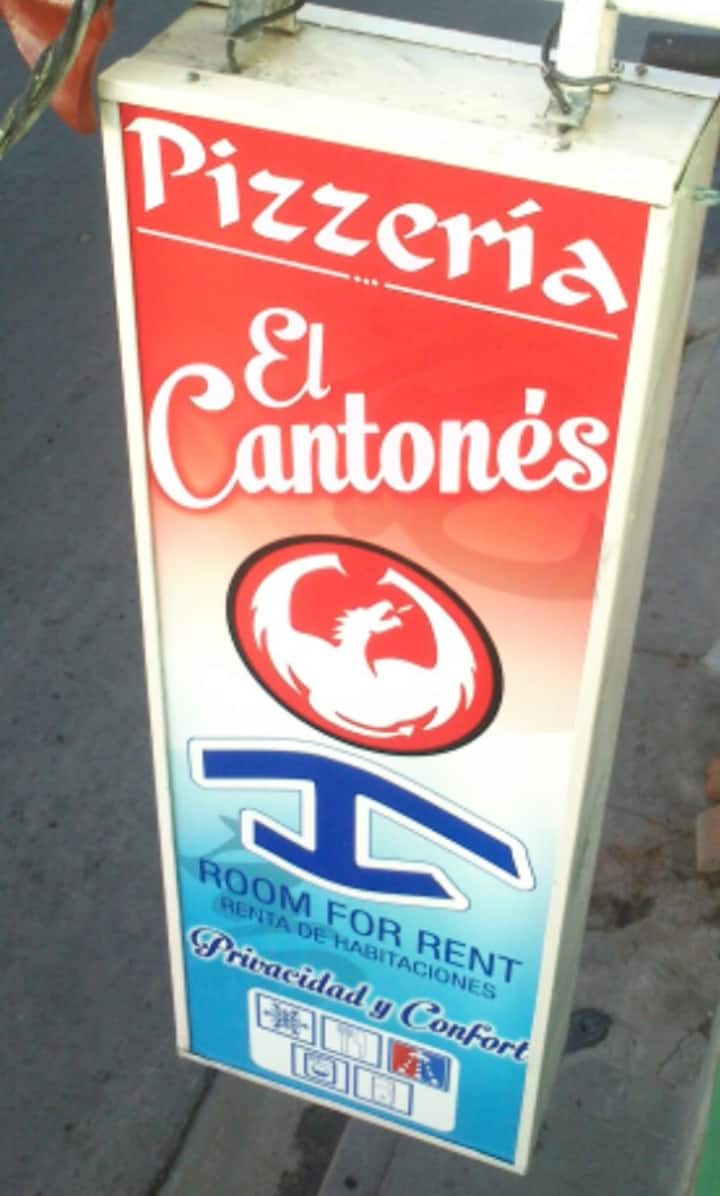 Pizzería
El
Cantonés
ROOM FOR RENT
RENTA DE HABITACIONES
Privacidad y Confort